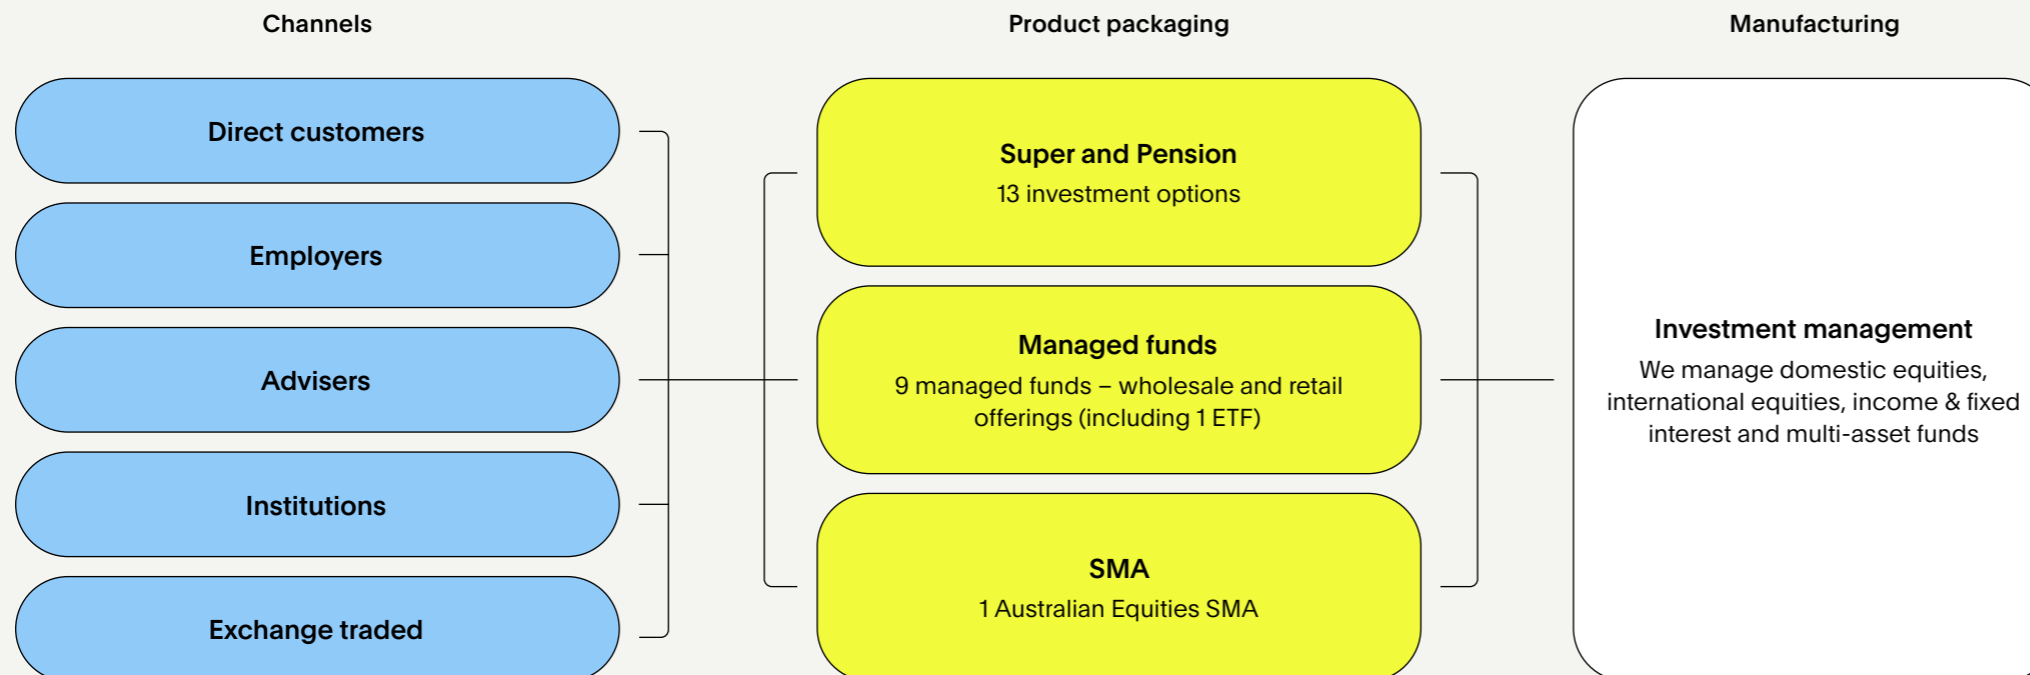 Channels
Direct customers
Employers
Advisers
Institutions
Exchange traded
Product packaging
Super and Pension
13 investment options
Managed funds
9 managed funds – wholesale and retail
offerings (including 1 ETF)
SMA
1 Australian Equities SMA
Manufacturing
Investment management
We manage domestic equities,
international equities, income & fixed
interest and multi-asset funds